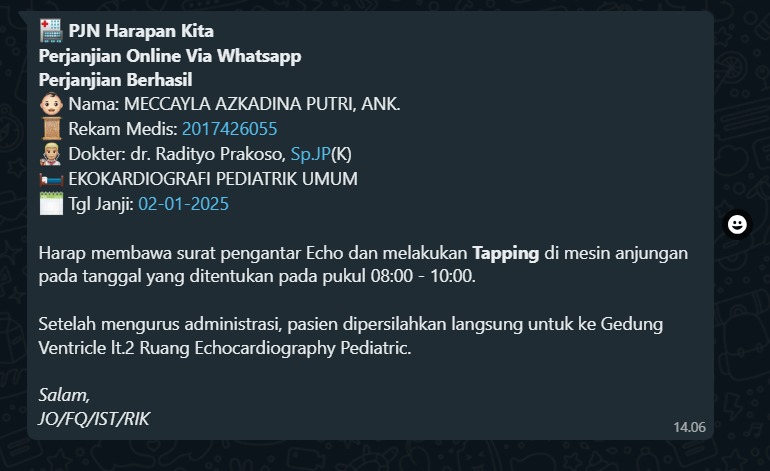 PJN Harapan Kita
Perjanjian Online Via Whatsapp
Perjanjian Berhasil
Nama: MECCAYLA AZKADINA PUTRI, ANK.
Rekam Medis: 2017426055
Dokter: dr. Radityo Prakoso, Sp.JP(K)
EKOKARDIOGRAFI PEDIATRIK UMUM
Tgl Janji: 02-01-2025
Harap membawa surat pengantar Echo dan melakukan Tapping di mesin anjungan
pada tanggal yang ditentukan pada pukul 08:00 - 10:00.
Setelah mengurus administrasi, pasien dipersilahkan langsung untuk ke Gedung
Ventricle lt.2 Ruang Echocardiography Pediatric.
Salam,
JO/FQ/IST/RIK
14.06